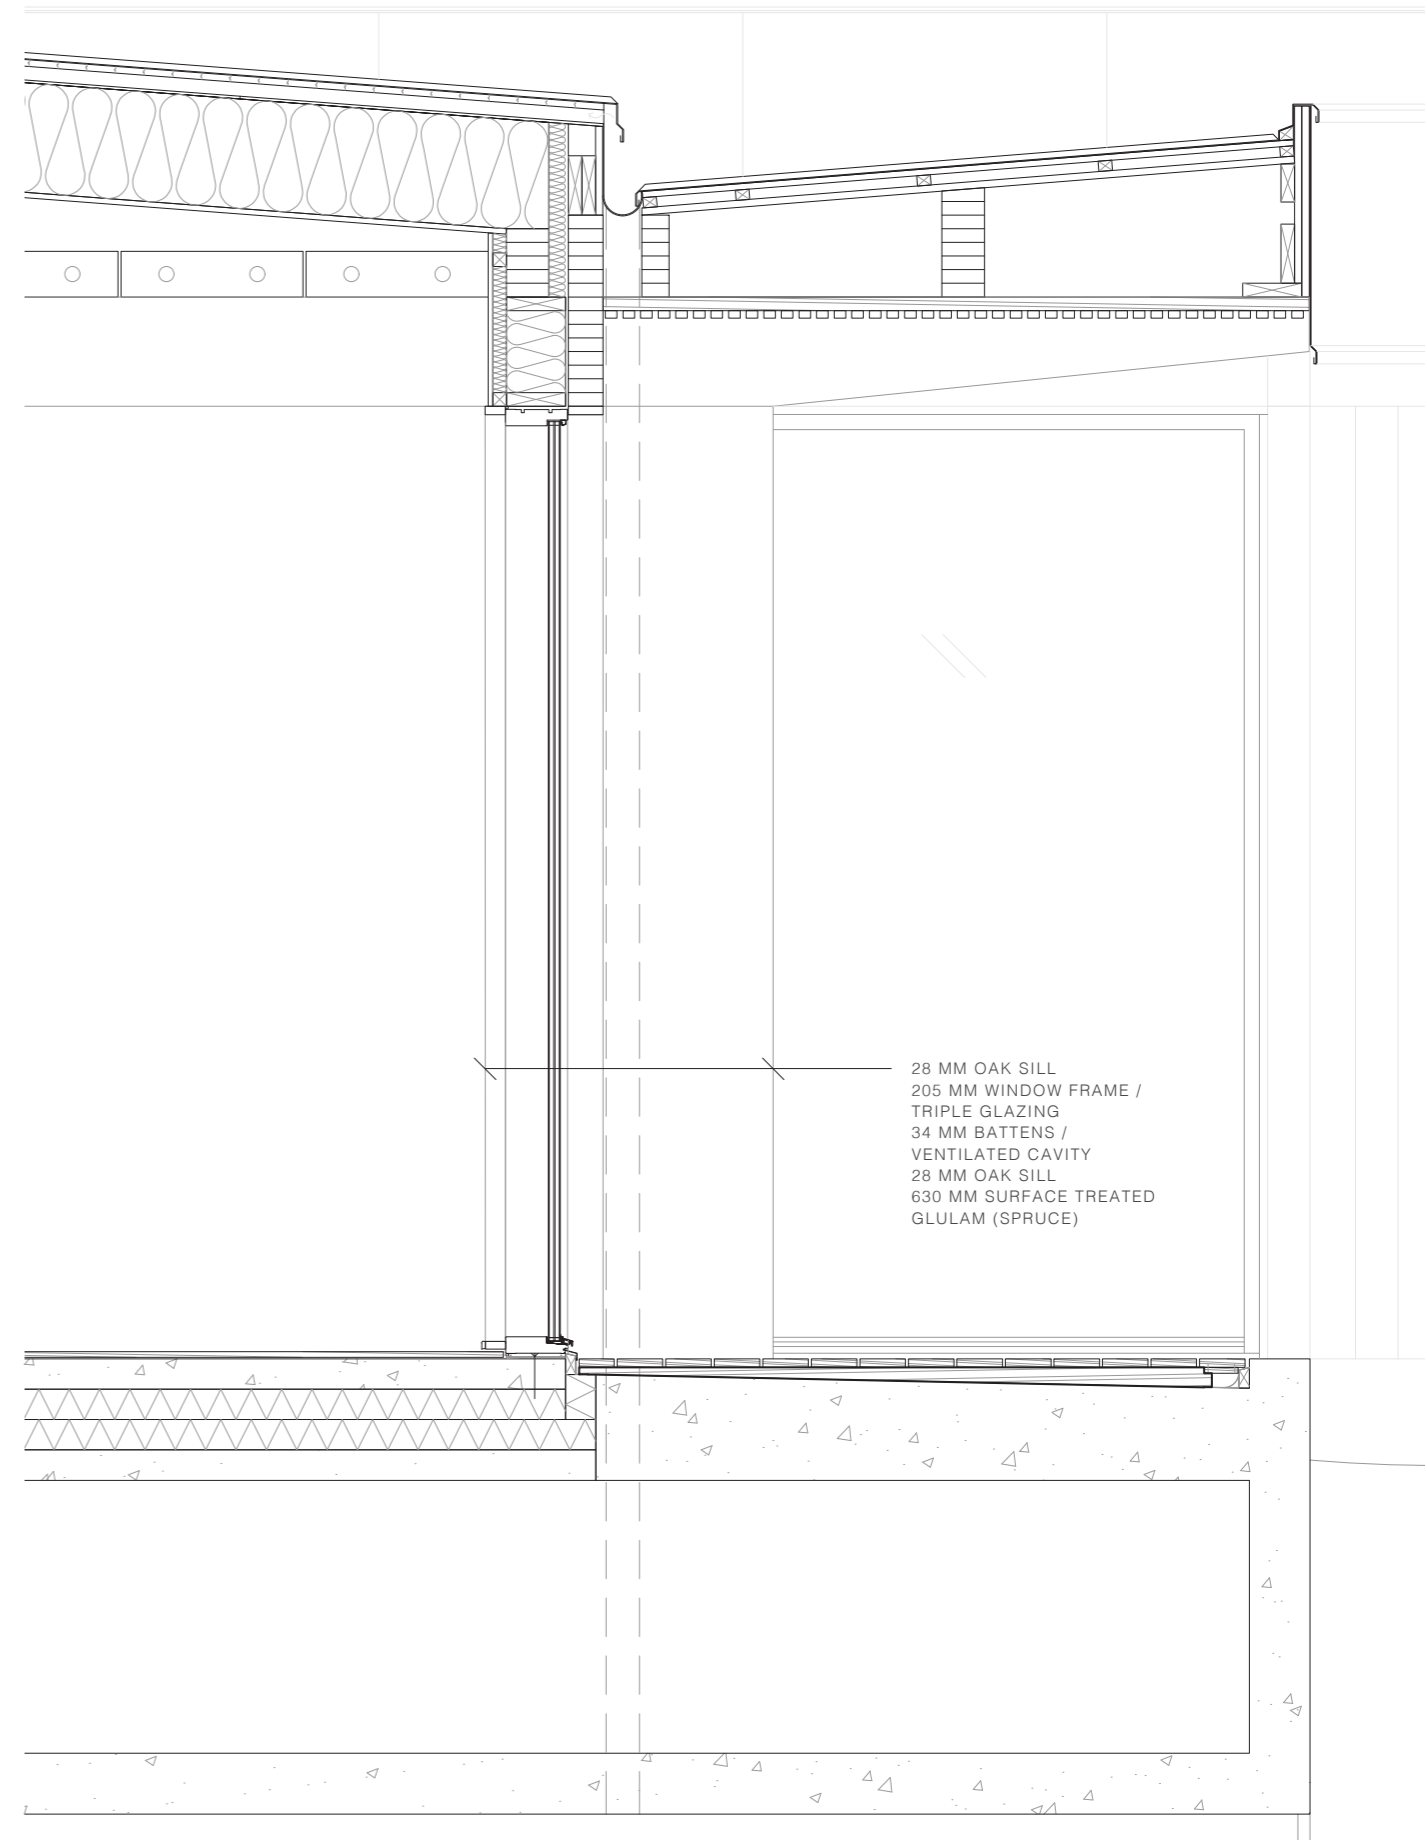 28 MM OAK SILL
205 MM WINDOW FRAME /
TRIPLE GLAZING
34 MM BATTENS /
VENTILATED CAVITY
28 MM OAK SILL
630 MM SURFACE TREATED
GLULAM (SPRUCE)